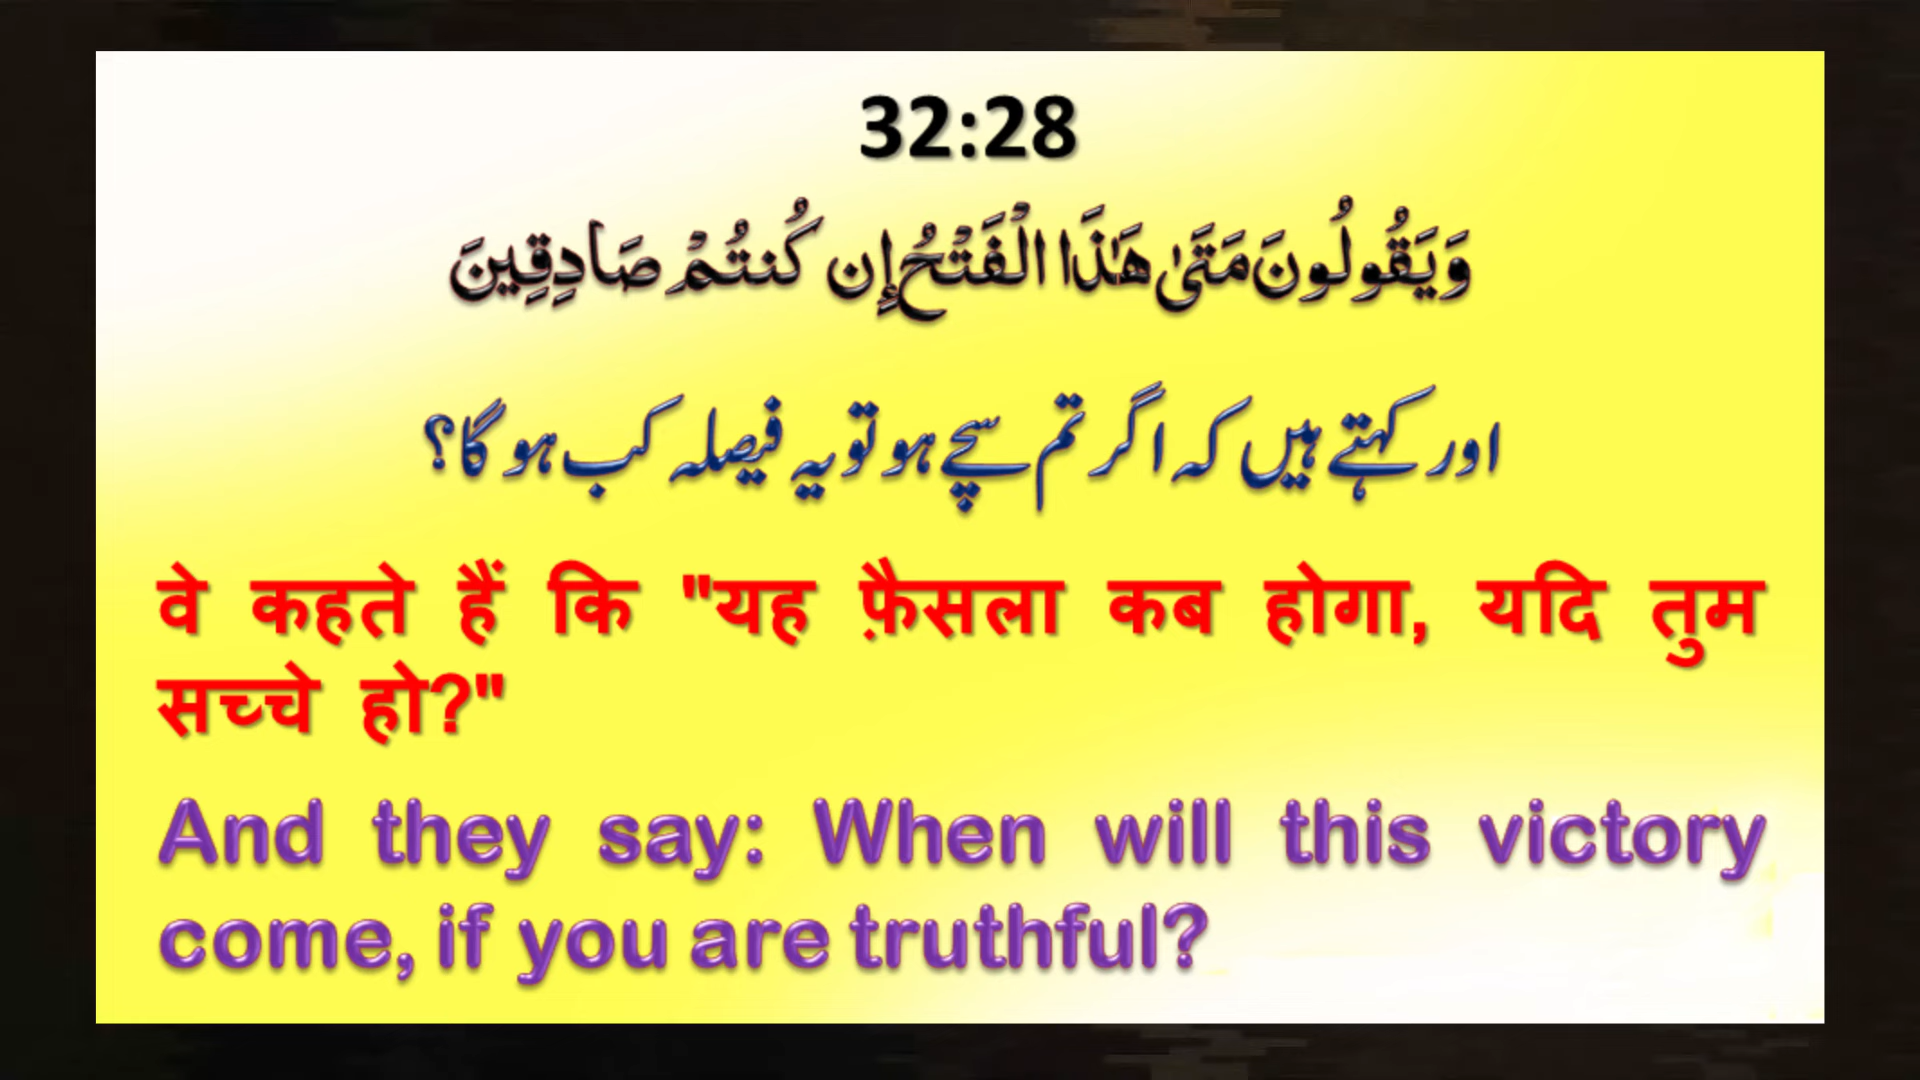 32:28
وَيَقُولُونَ مَتَىٰ هَٰذَا الْفَتْحُ إِن كُنتُمْ صَادِقِينَ
اور کہتے ہیں کہ اگر تم سچے ہو تو یہ فیصلہ کب ہو گا؟
वे कहते हैं कि "यह फ़ैसला कब होगा, यदि तुम
सच्चे हो?"
And they say: When will this victory
come, if you are truthful?